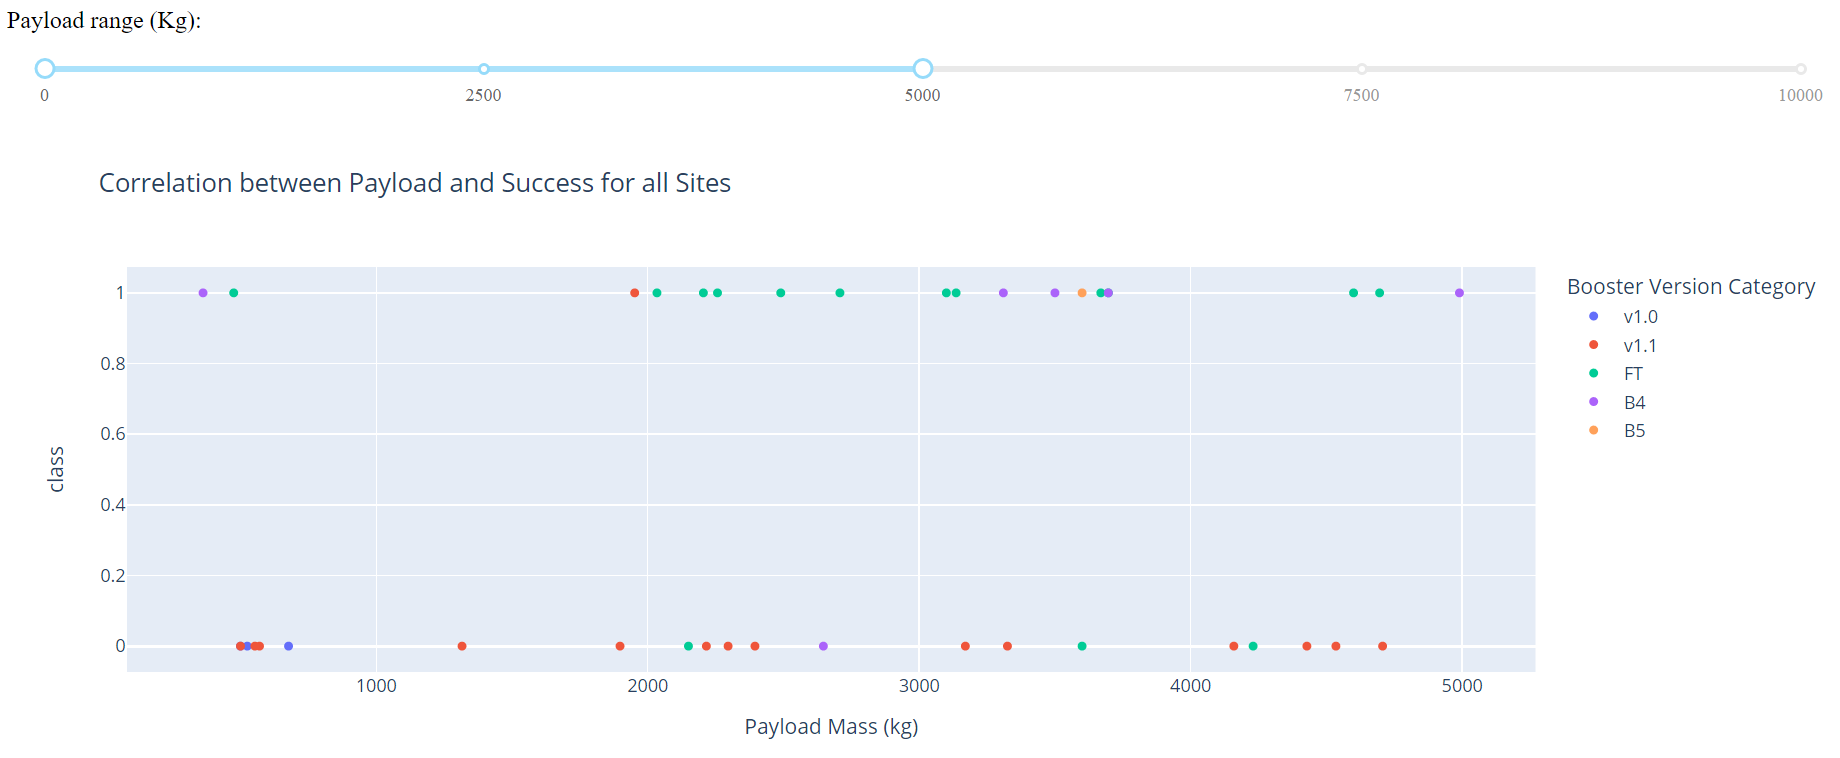 Payload range (Kg):
0 2500 5000 7500 10000
Correlation between Payload and Success for all Sites
Booster Version Category
v1.0
v1.1
FT
B4
B5
1
0.8
0.6
0.4
0.2
0
class
1000 2000 3000 4000 5000
Payload Mass (kg)